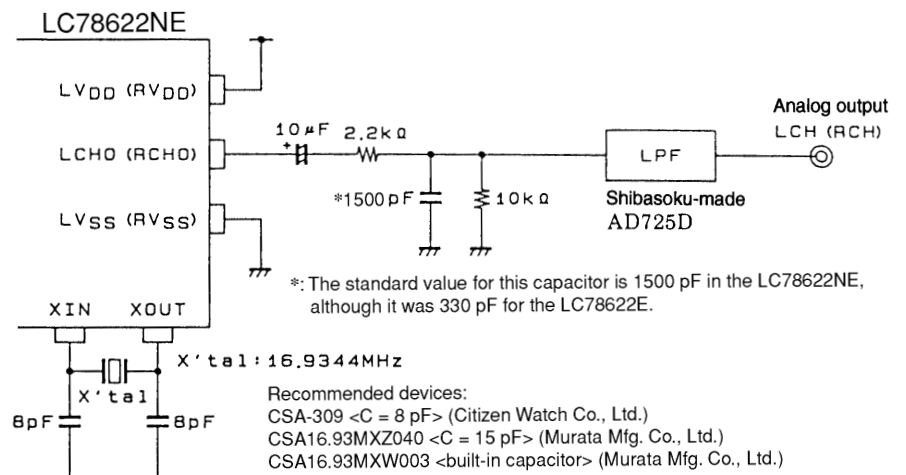 LC78622NE
LVDD (RVDD)
LCHO (RCHO)
LVSS (RVSS)
XIN XOUT
10μF
+
2.2kΩ
*1500pF
10kΩ
LPF
Shibasoku-made
AD725D
Analog output
LCH (RCH)
*: The standard value for this capacitor is 1500 pF in the LC78622NE,
although it was 330 pF for the LC78622E.
X'tal:16.9344MHz
X'tal
8pF
8pF
Recommended devices:
CSA-309 <C = 8 pF> (Citizen Watch Co., Ltd.)
CSA16.93MXZ040 <C = 15 pF> (Murata Mfg. Co., Ltd.)
CSA16.93MXW003 <built-in capacitor> (Murata Mfg. Co., Ltd.)